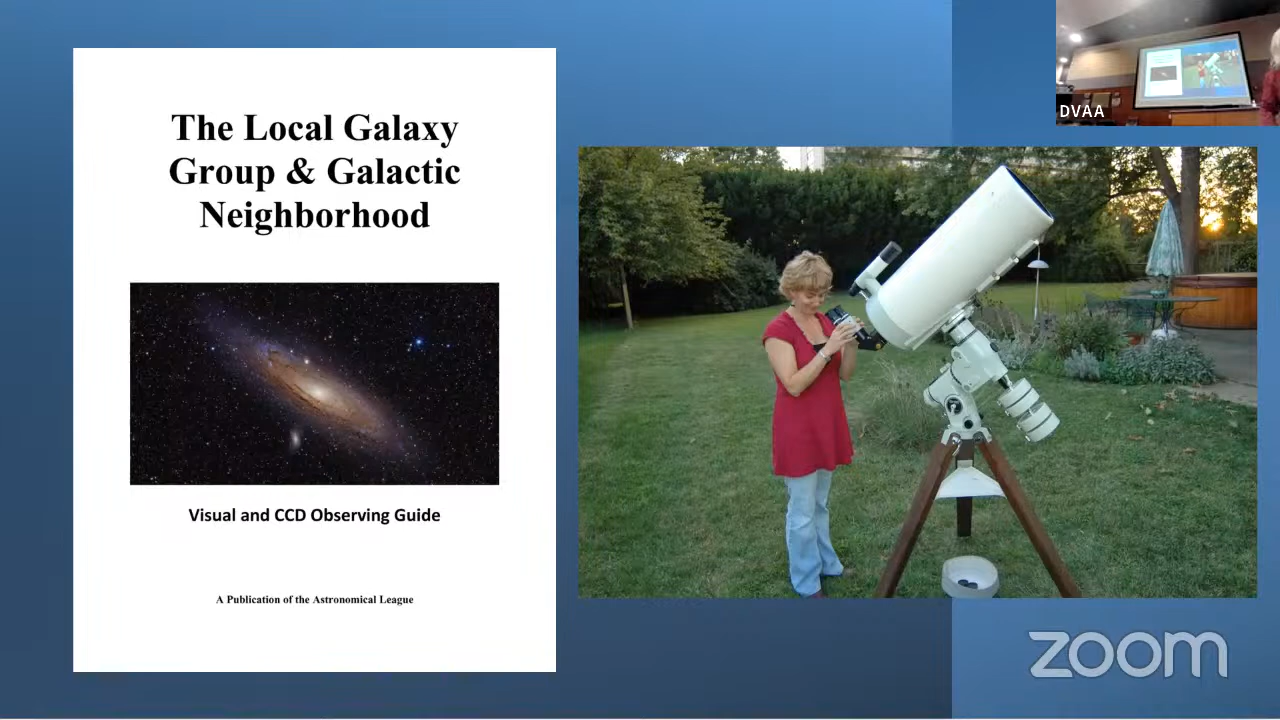 The Local Galaxy
Group & Galactic
Neighborhood
Visual and CCD Observing Guide
A Publication of the Astronomical League
DVAA
zoom